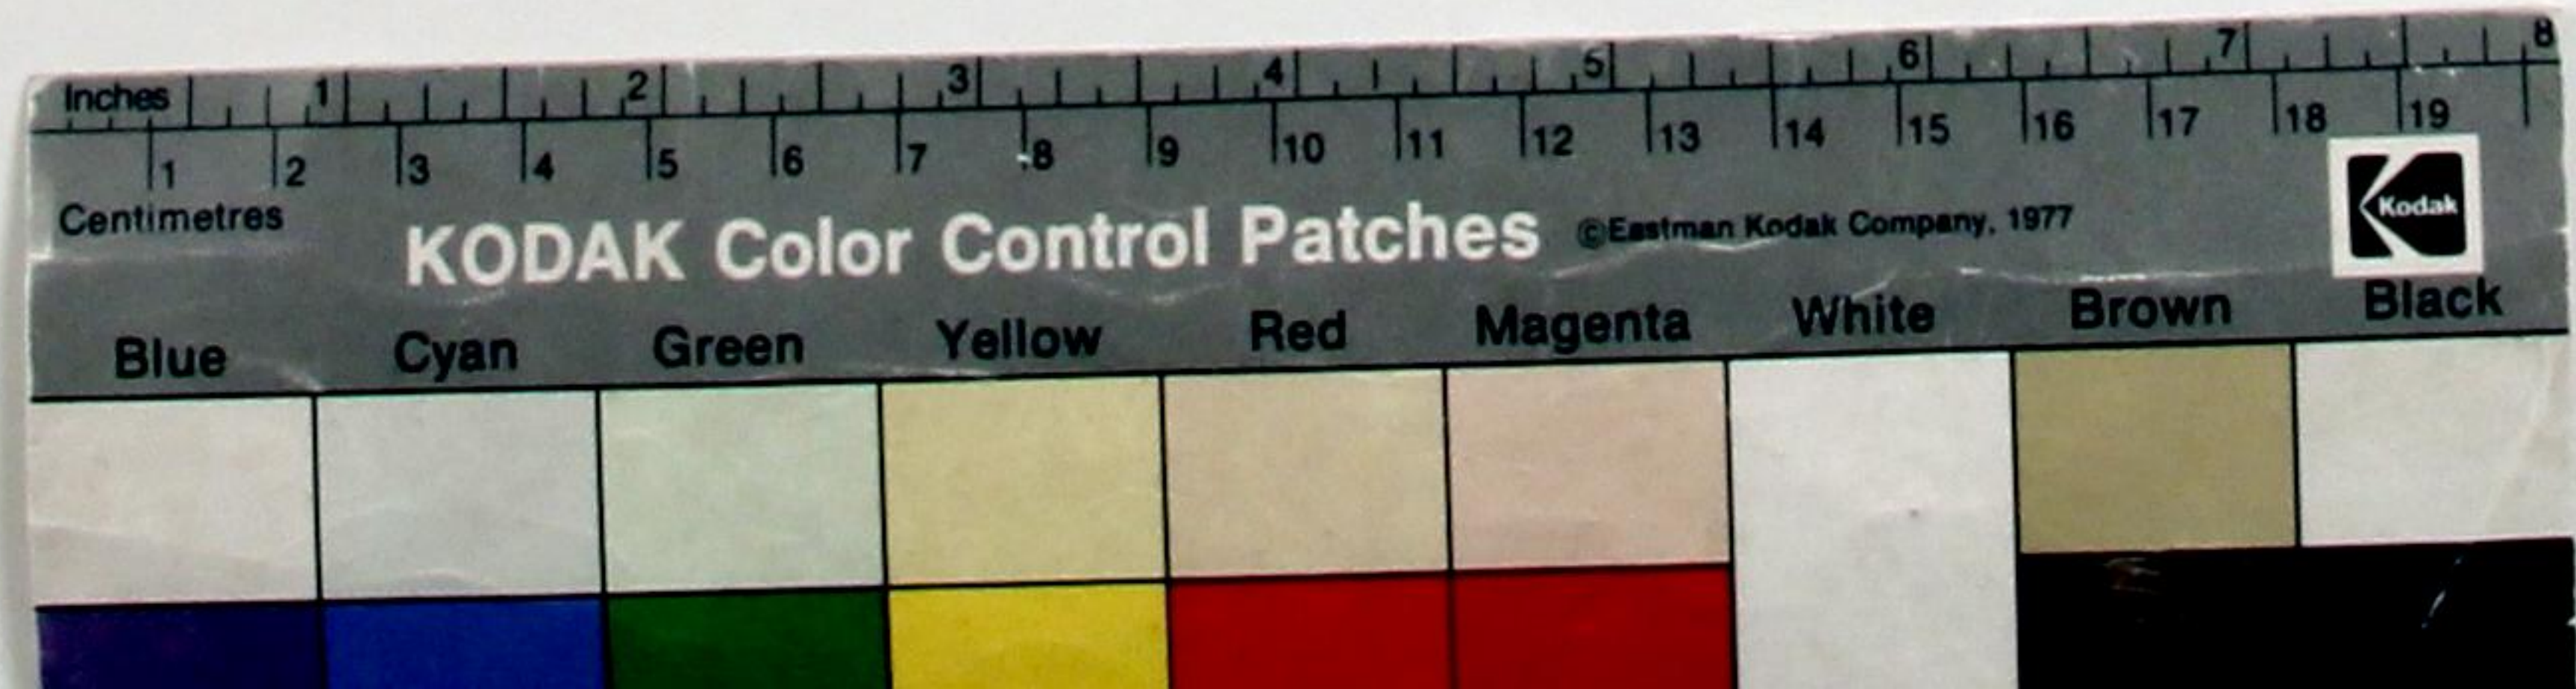 Inches 1 2 3 4 5 6 7 8
1 2 3 4 5 6 7 8 9 10 11 12 13 14 15 16 17 18 19
Centimetres
KODAK Color Control Patches ©Eastman Kodak Company, 1977
Kodak
Blue Cyan Green Yellow Red Magenta White Brown Black